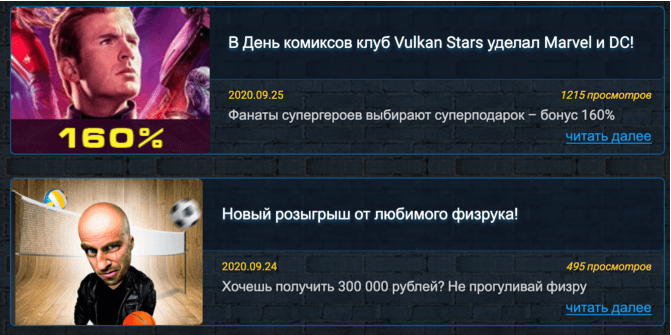 160%
В День комиксов клуб Vulkan Stars уделал Marvel и DC!
2020.09.25 1215 просмотров
Фанаты супергероев выбирают суперподарок – бонус 160%
читать далее
Новый розыгрыш от любимого физрука!
2020.09.24 495 просмотров
Хочешь получить 300 000 рублей? Не прогуливай физру
читать далее